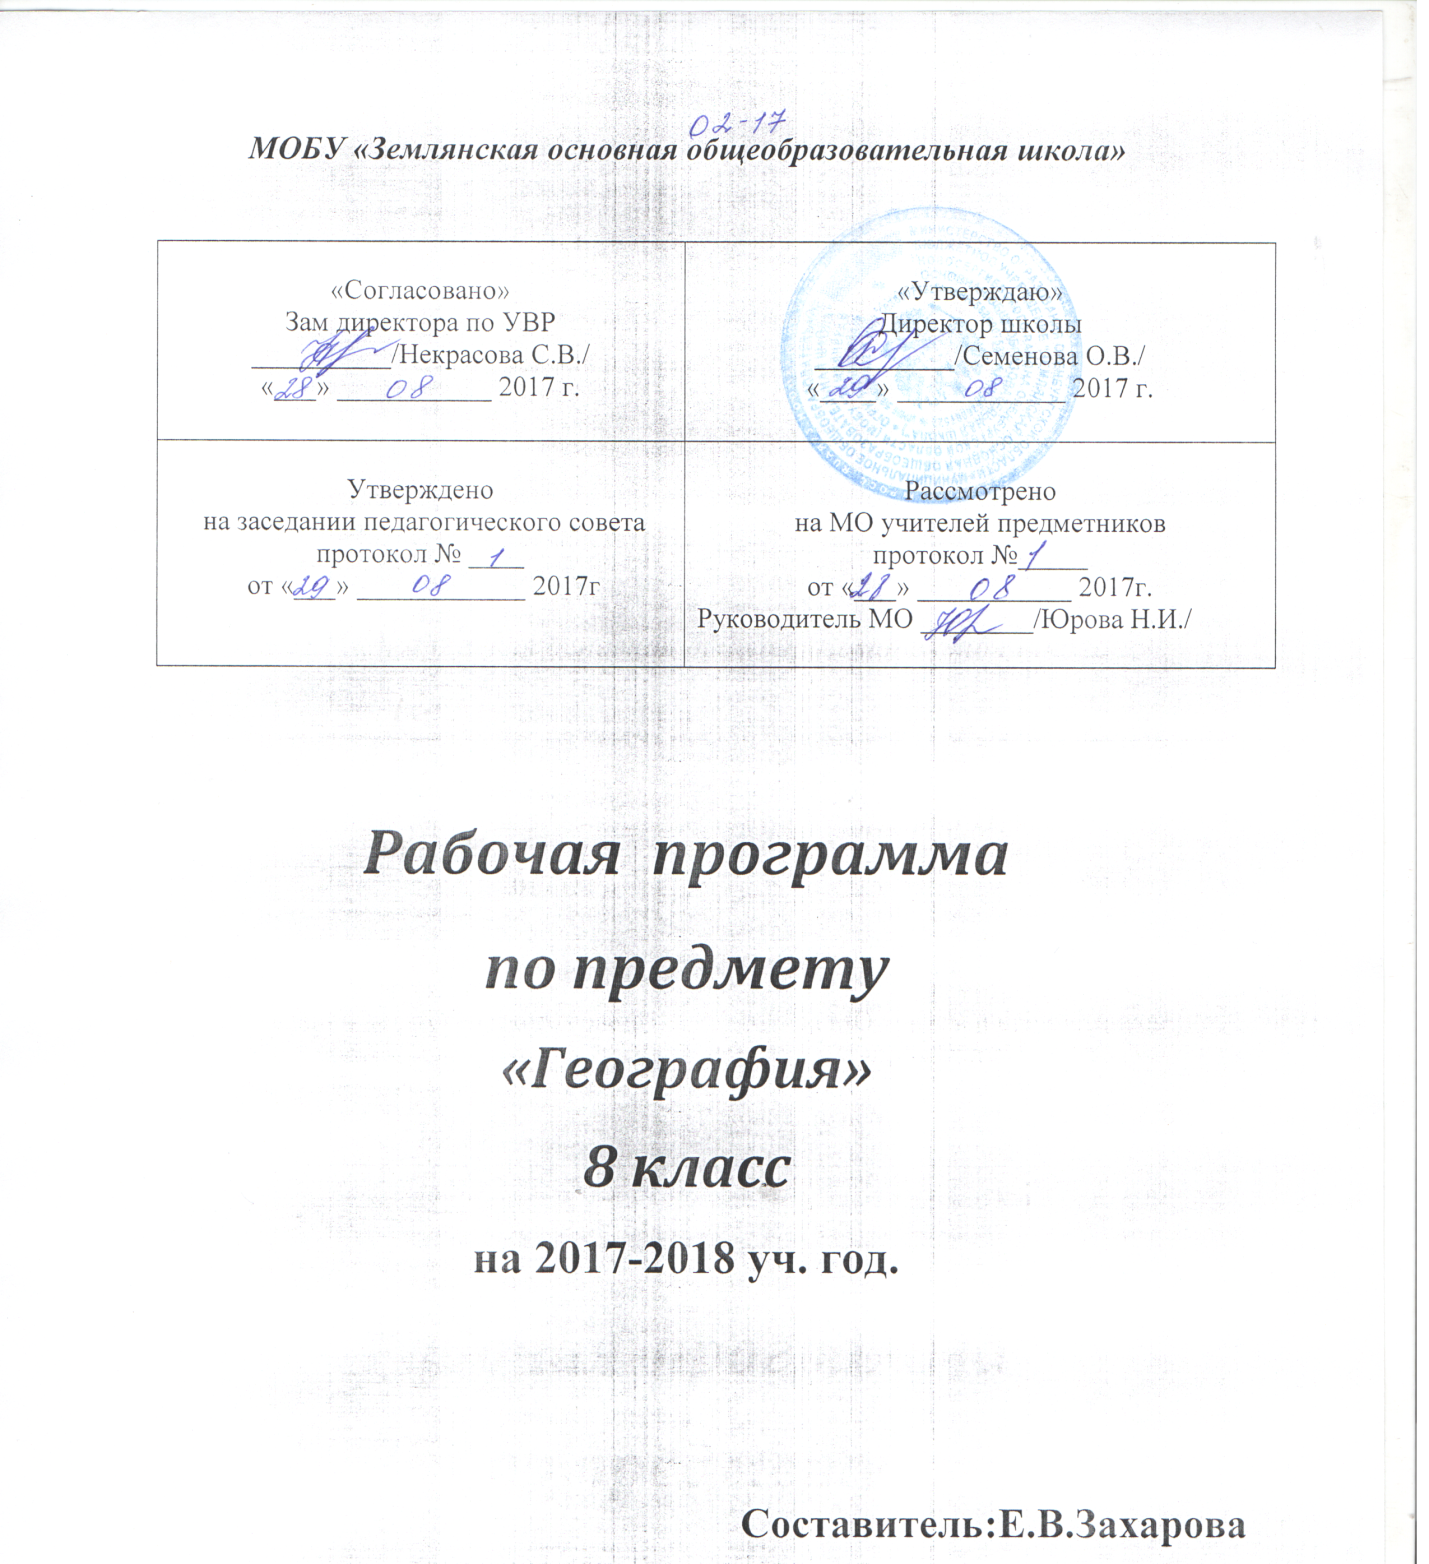 02-17
МОБУ «Землянская основная общеобразовательная школа»
«Согласовано»
Зам директора по УВР
/Некрасова С.В./
«28» 08 2017 г.
«Утверждаю»
Директор школы
/Семенова О.В./
«29» 08 2017 г.
Утверждено
на заседании педагогического совета
протокол № 1
от «29» 08 2017г
Рассмотрено
на МО учителей предметников
протокол № 1
от «28» 08 2017г.
Руководитель МО /Юрова Н.И./
Рабочая программа
по предмету
«География»
8 класс
на 2017-2018 уч. год.
Составитель:Е.В.Захарова